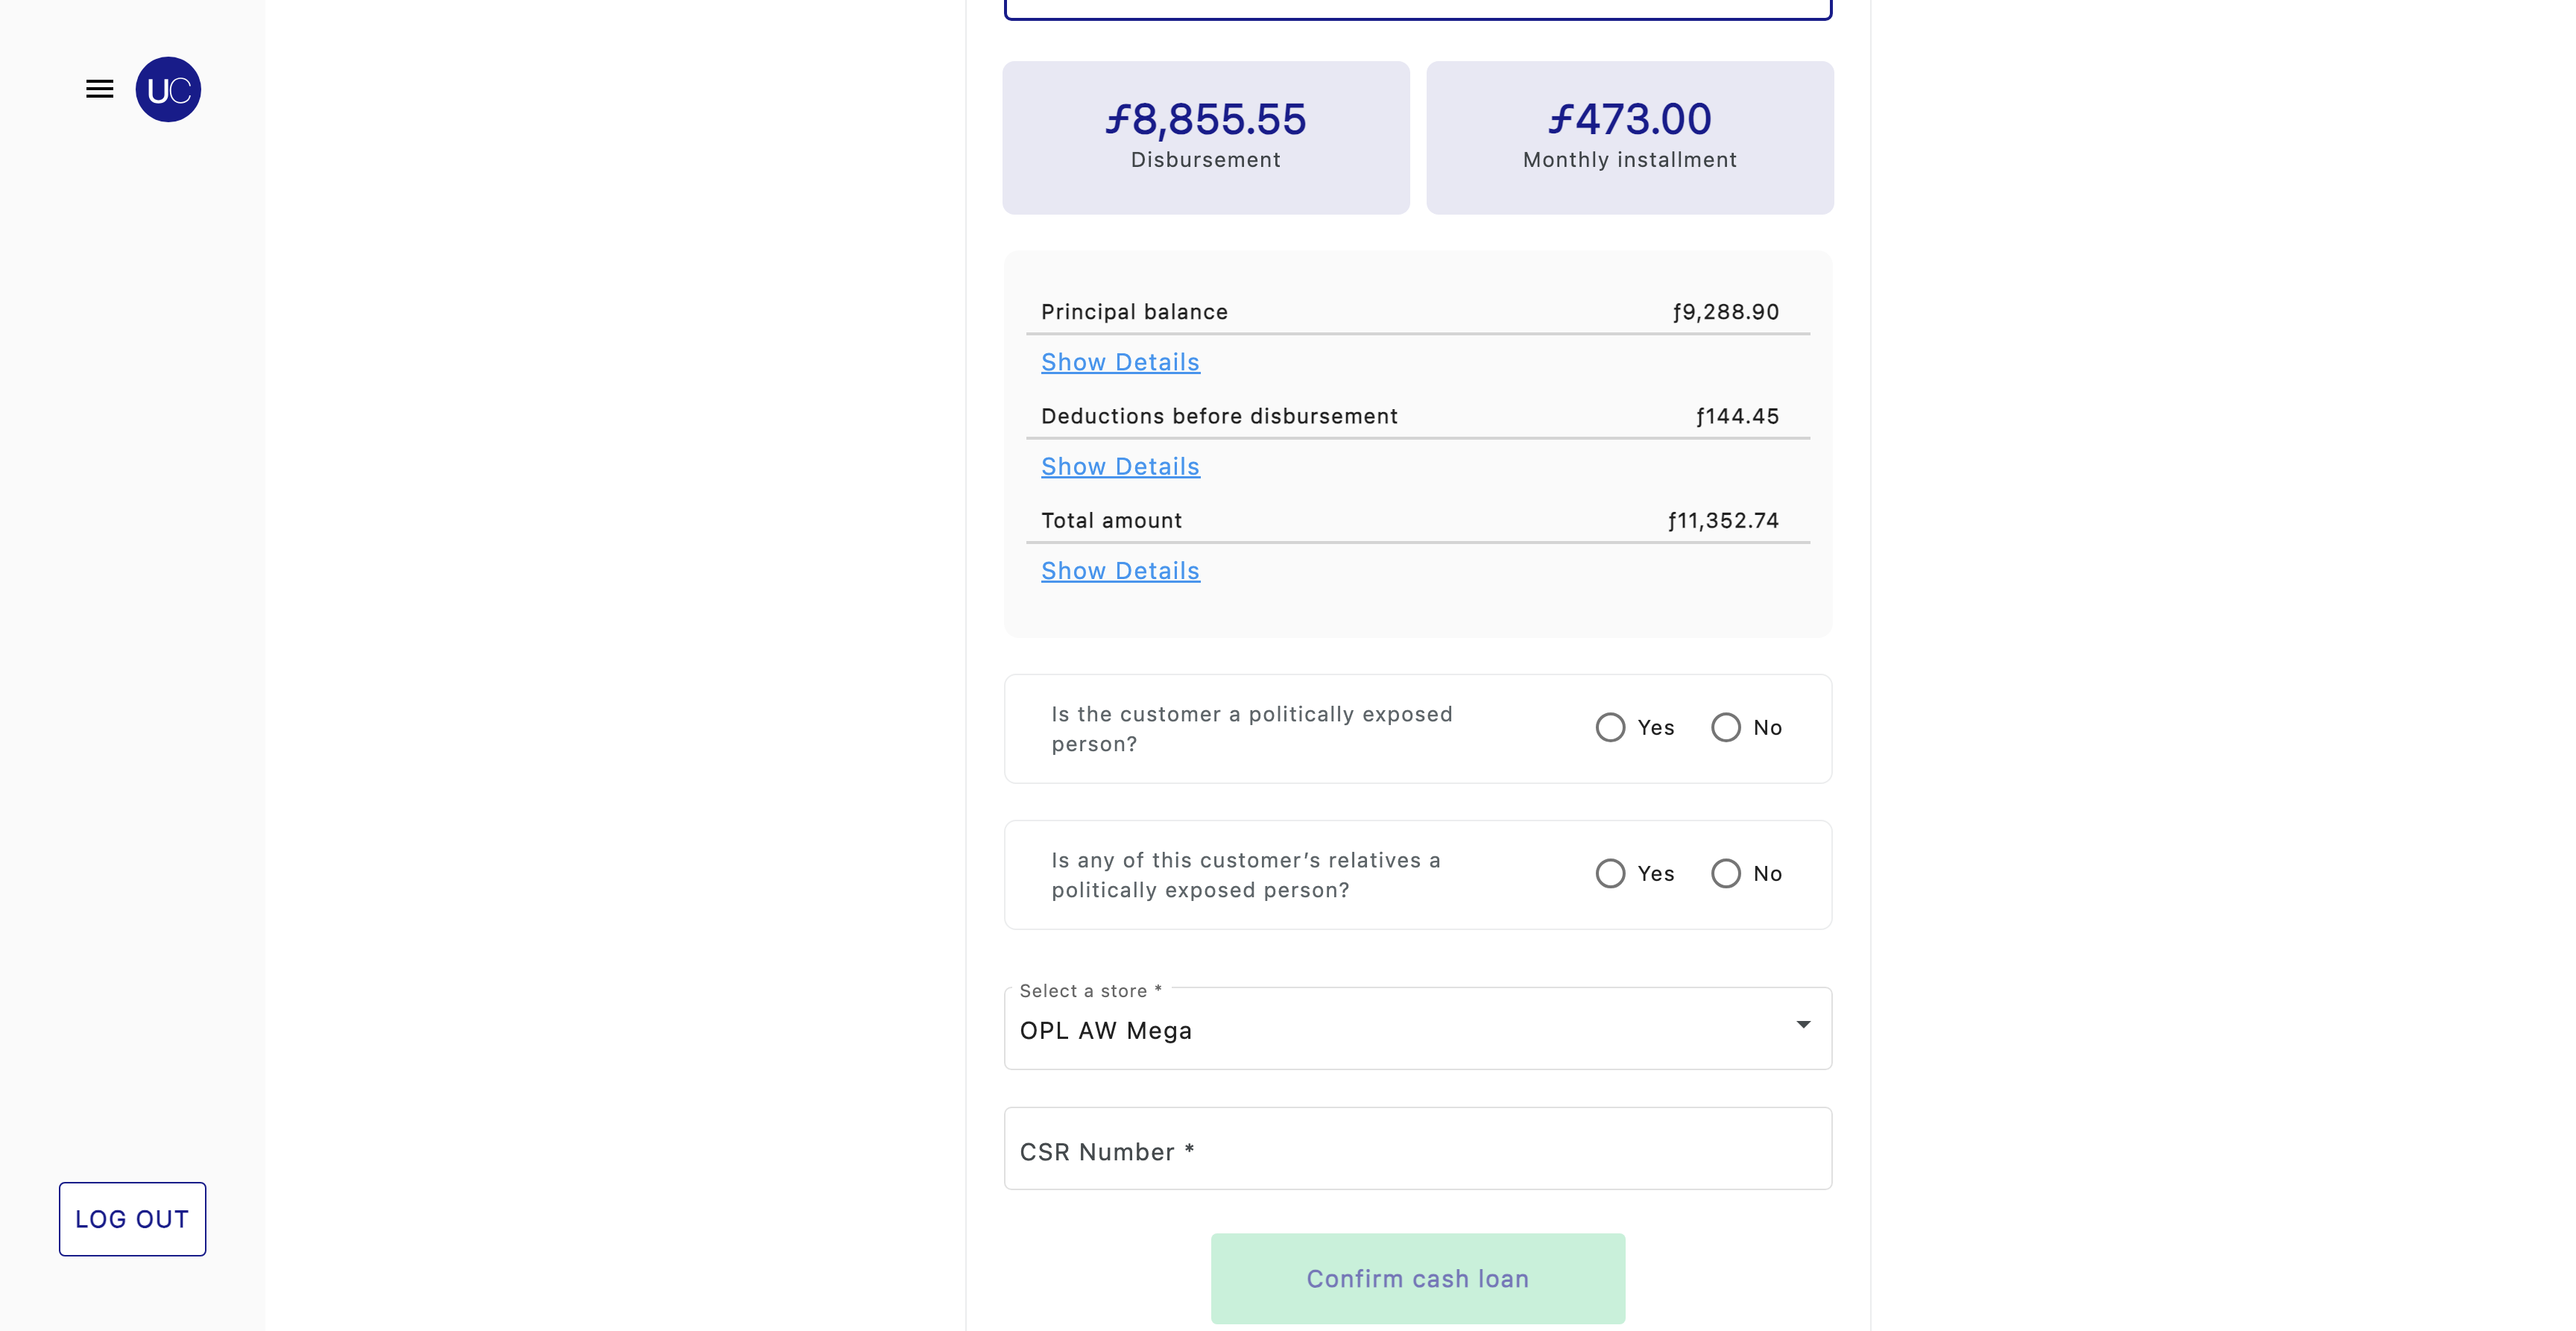 UC
ƒ8,855.55
Disbursement
ƒ473.00
Monthly installment
Principal balance ƒ9,288.90
Show Details
Deductions before disbursement ƒ144.45
Show Details
Total amount ƒ11,352.74
Show Details
Is the customer a politically exposed
person?
Yes No
Is any of this customer’s relatives a
politically exposed person?
Yes No
Select a store *
OPL AW Mega
CSR Number *
LOG OUT
Confirm cash loan